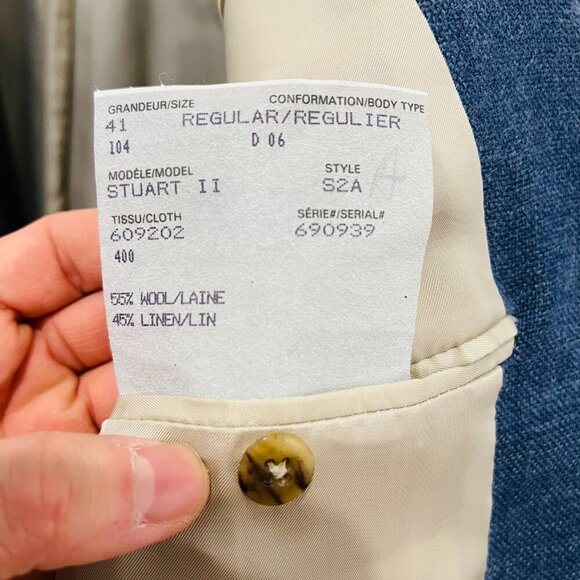 GRANDEUR/SIZE CONFORMATION/BODY TYPE
41 REGULAR/REGULIER
104 D 06
MODÈLE/MODEL STYLE
STUART II S2A A
TISSU/CLOTH SÉRIE#/SERIAL#
609202 690939
400
55% WOOL/LAINE
45% LINEN/LIN